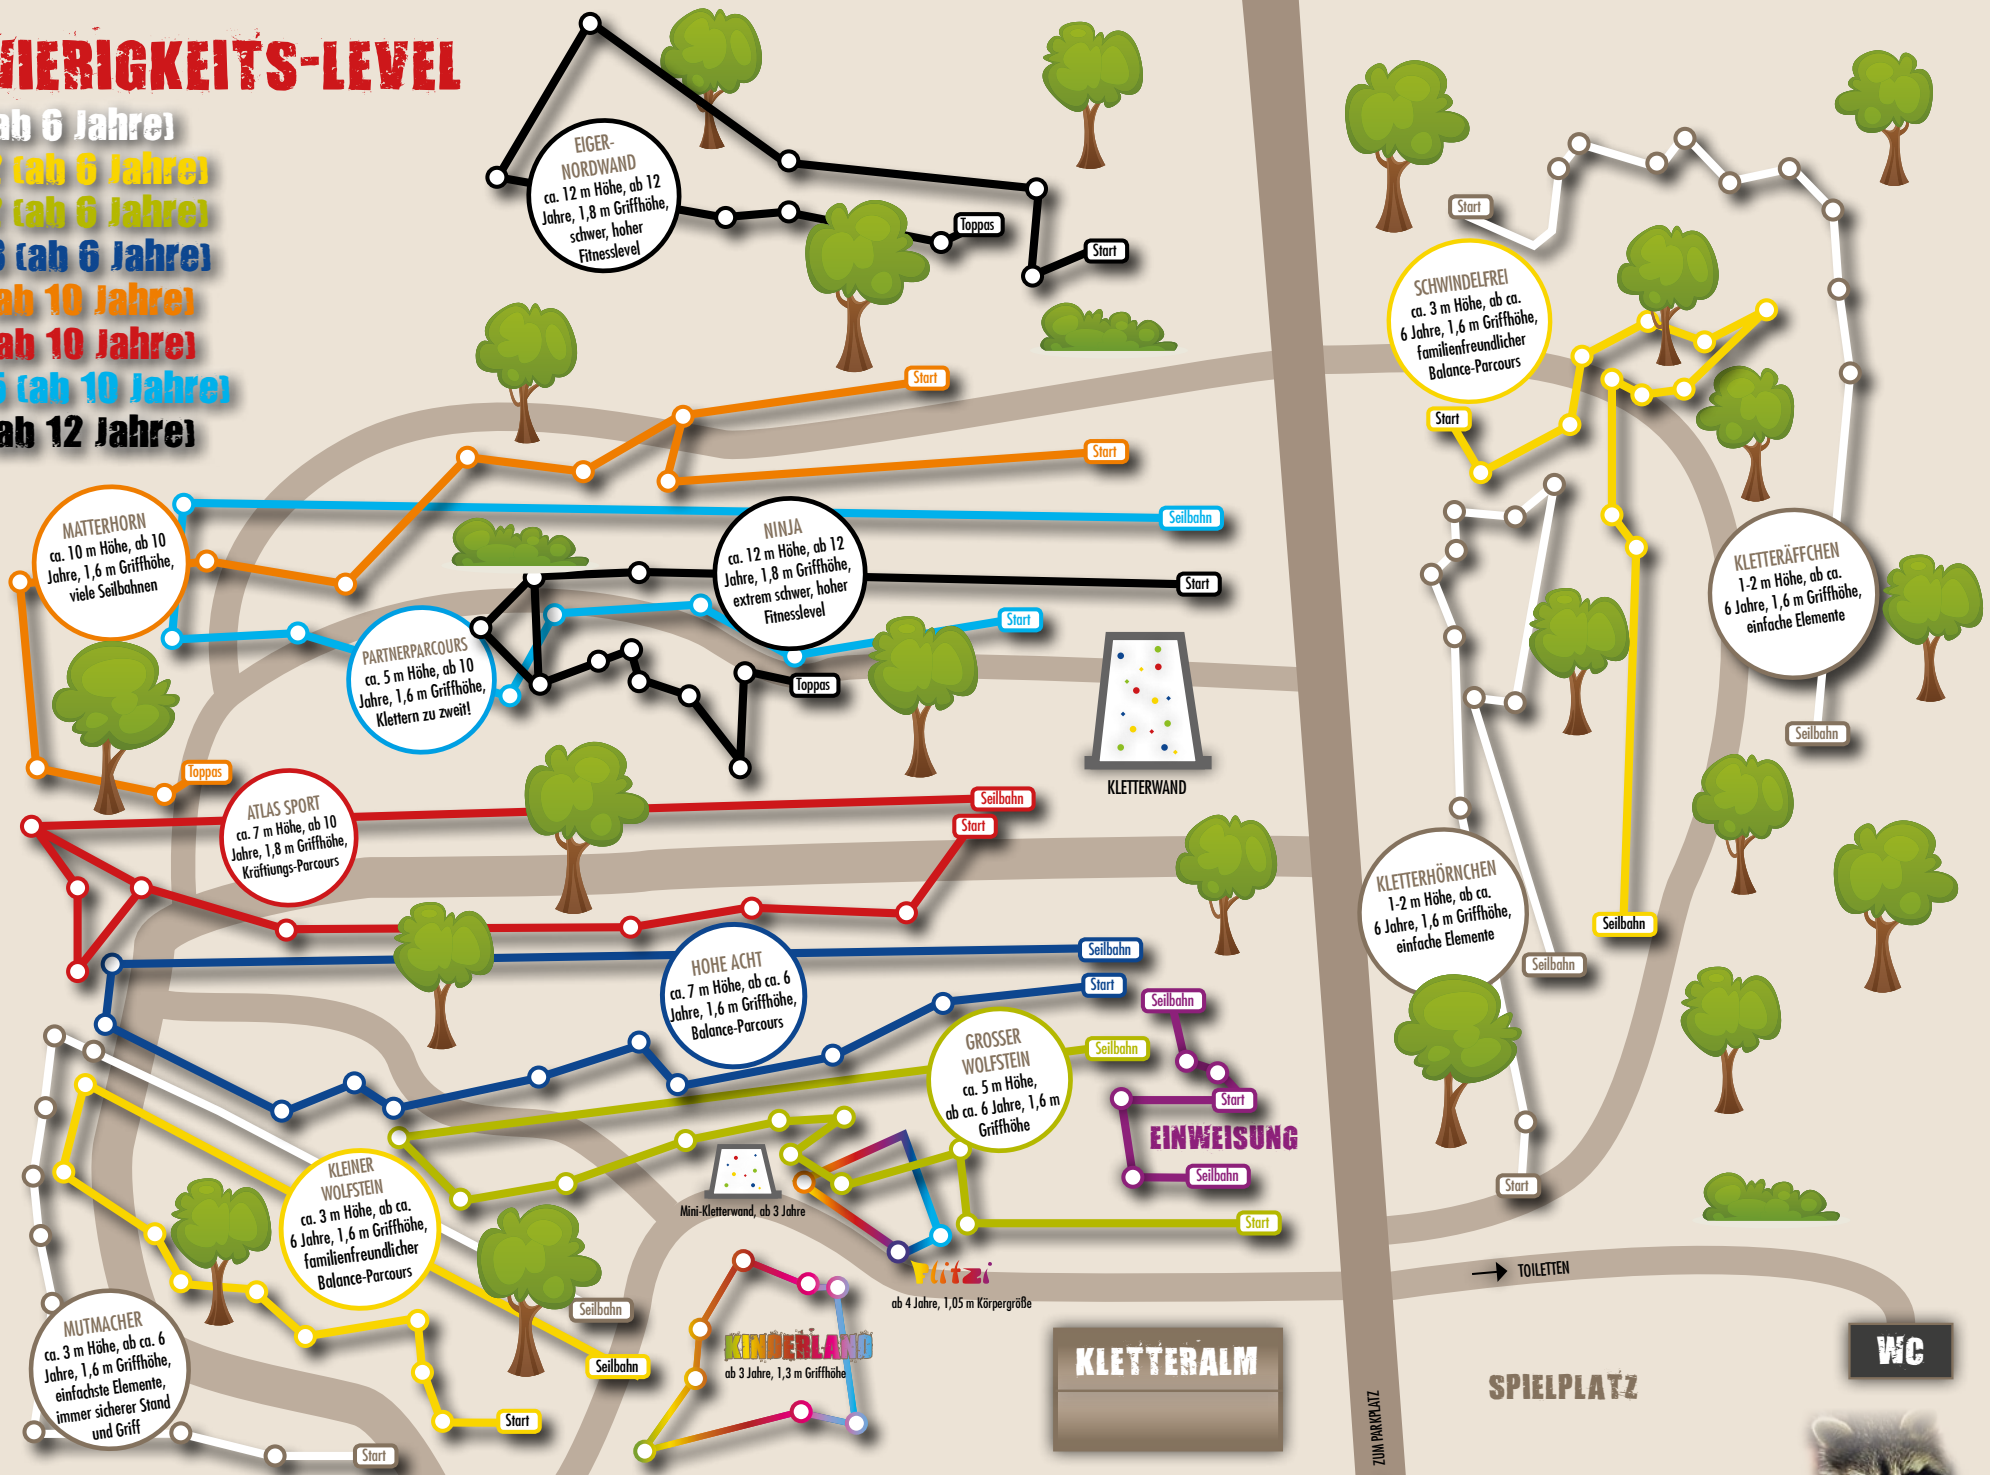 WIERIGKEITS-LEVEL
ab 6 Jahre)
(ab 6 Jahre)
(ab 6 Jahre)
(ab 6 Jahre)
ab 10 Jahre)
ab 10 Jahre)
(ab 10 Jahre)
ab 12 Jahre)
EIGER-
NORDWAND
ca. 12 m Höhe, ab 12
Jahre, 1,8 m Griffhöhe,
schwer, hoher
Fitnesslevel
Toppas
Start
Start
Start
MATTERHORN
ca. 10 m Höhe, ab 10
Jahre, 1,6 m Griffhöhe,
viele Seilbahnen
Toppas
Seilbahn
NINJA
ca. 12 m Höhe, ab 12
Jahre, 1,8 m Griffhöhe,
extrem schwer, hoher
Fitnesslevel
Start
Toppas
PARTNERPARCOURS
ca. 5 m Höhe, ab 10
Jahre, 1,6 m Griffhöhe,
Klettern zu zweit!
Start
KLETTERWAND
ATLAS SPORT
ca. 7 m Höhe, ab 10
Jahre, 1,8 m Griffhöhe,
Kräftiungs-Parcours
Seilbahn
Start
HOHE ACHT
ca. 7 m Höhe, ab ca. 6
Jahre, 1,6 m Griffhöhe,
Balance-Parcours
Seilbahn
Start
GROSSER
WOLFSTEIN
ca. 5 m Höhe,
ab ca. 6 Jahre, 1,6 m
Griffhöhe
Seilbahn
Start
Seilbahn
Start
EINWEISUNG
Seilbahn
Mini-Kletterwand, ab 3 Jahre
KLEINER
WOLFSTEIN
ca. 3 m Höhe, ab ca.
6 Jahre, 1,6 m Griffhöhe,
familienfreundlicher
Balance-Parcours
Seilbahn
Start
MUTMACHER
ca. 3 m Höhe, ab ca. 6
Jahre, 1,6 m Griffhöhe,
einfachste Elemente,
immer sicherer Stand
und Griff
Seilbahn
Start
Flitzi
ab 4 Jahre, 1,05 m Körpergröße
KINDERLAND
ab 3 Jahre, 1,3 m Griffhöhe
KLETTERALM
ZUM PARKPLATZ
Start
SCHWINDELFREI
ca. 3 m Höhe, ab ca.
6 Jahre, 1,6 m Griffhöhe,
familienfreundlicher
Balance-Parcours
Start
Seilbahn
KLETTERÄFFCHEN
1-2 m Höhe, ab ca.
6 Jahre, 1,6 m Griffhöhe,
einfache Elemente
Seilbahn
KLETTERHÖRNCHEN
1-2 m Höhe, ab ca.
6 Jahre, 1,6 m Griffhöhe,
einfache Elemente
Seilbahn
Start
TOILETTEN
WC
SPIELPLATZ